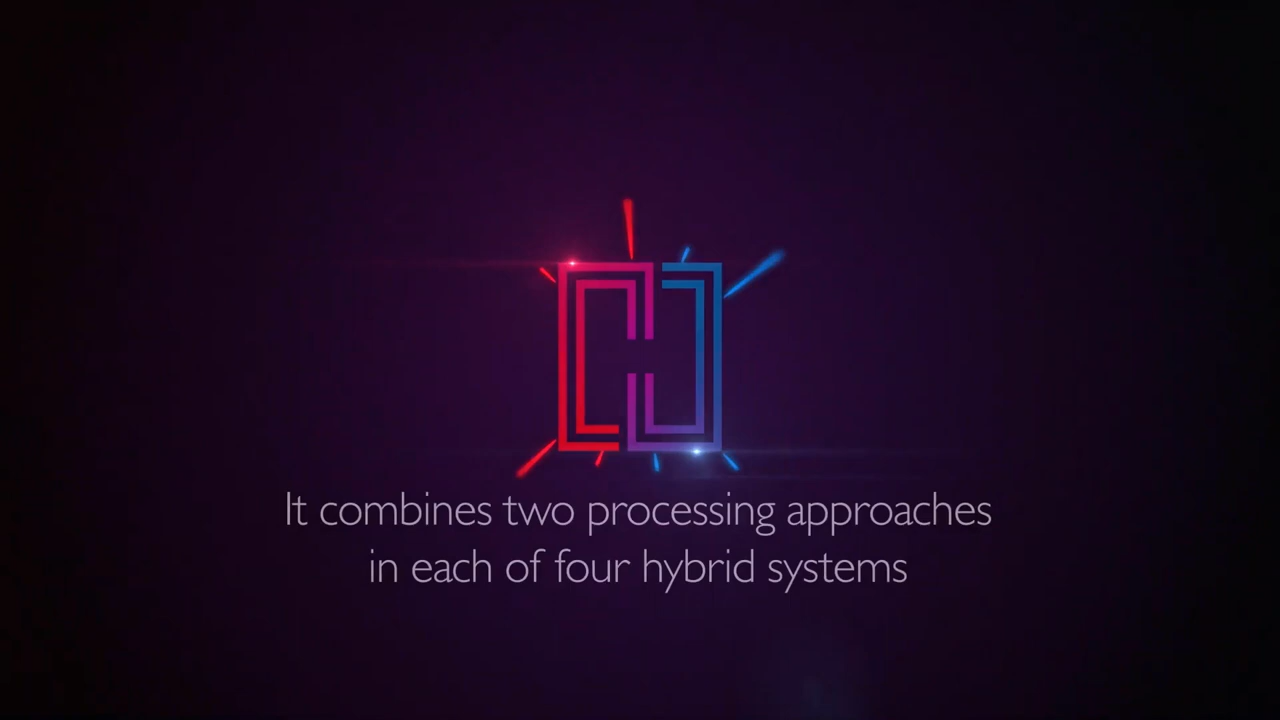 It combines two processing approaches
in each of four hybrid systems